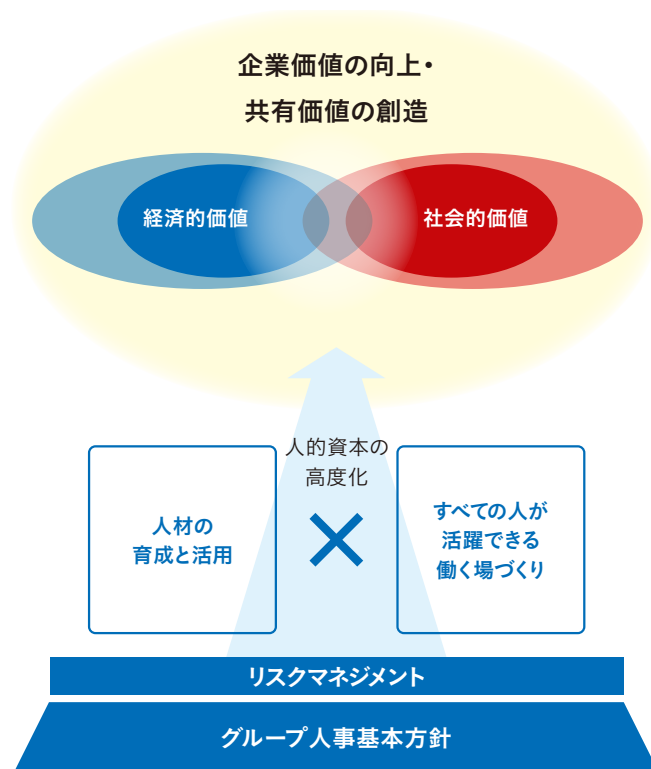 企業価値の向上・
共有価値の創造
経済的価値
社会的価値
人的資本の
高度化
人材の
育成と活用
すべての人が
活躍できる
働く場づくり
リスクマネジメント
グループ人事基本方針